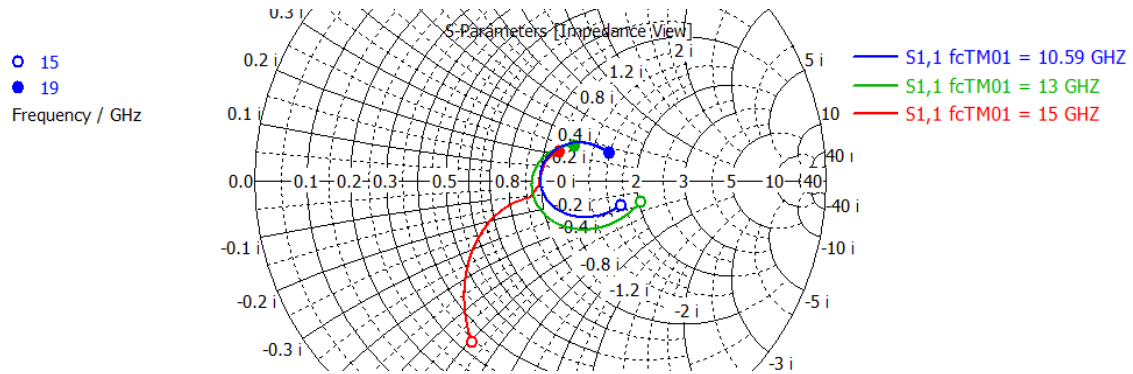 S-Parameters [Impedance View]
15
19
Frequency / GHz
S1,1 fcTM01 = 10.59 GHZ
S1,1 fcTM01 = 13 GHZ
S1,1 fcTM01 = 15 GHZ
0.3 i
2 i
0.2 i
1.2 i
5 i
0.8 i
0.1 i
10
0.4 i
0.2 i
40 i
0.0
0.1
0.2
0.3
0.5
0.8
0 i
2
3
5
10
40
-0.2 i
-40 i
-0.4 i
-0.1 i
-10 i
-0.8 i
-0.2 i
-1.2 i
-5 i
-2 i
-0.3 i
-3 i